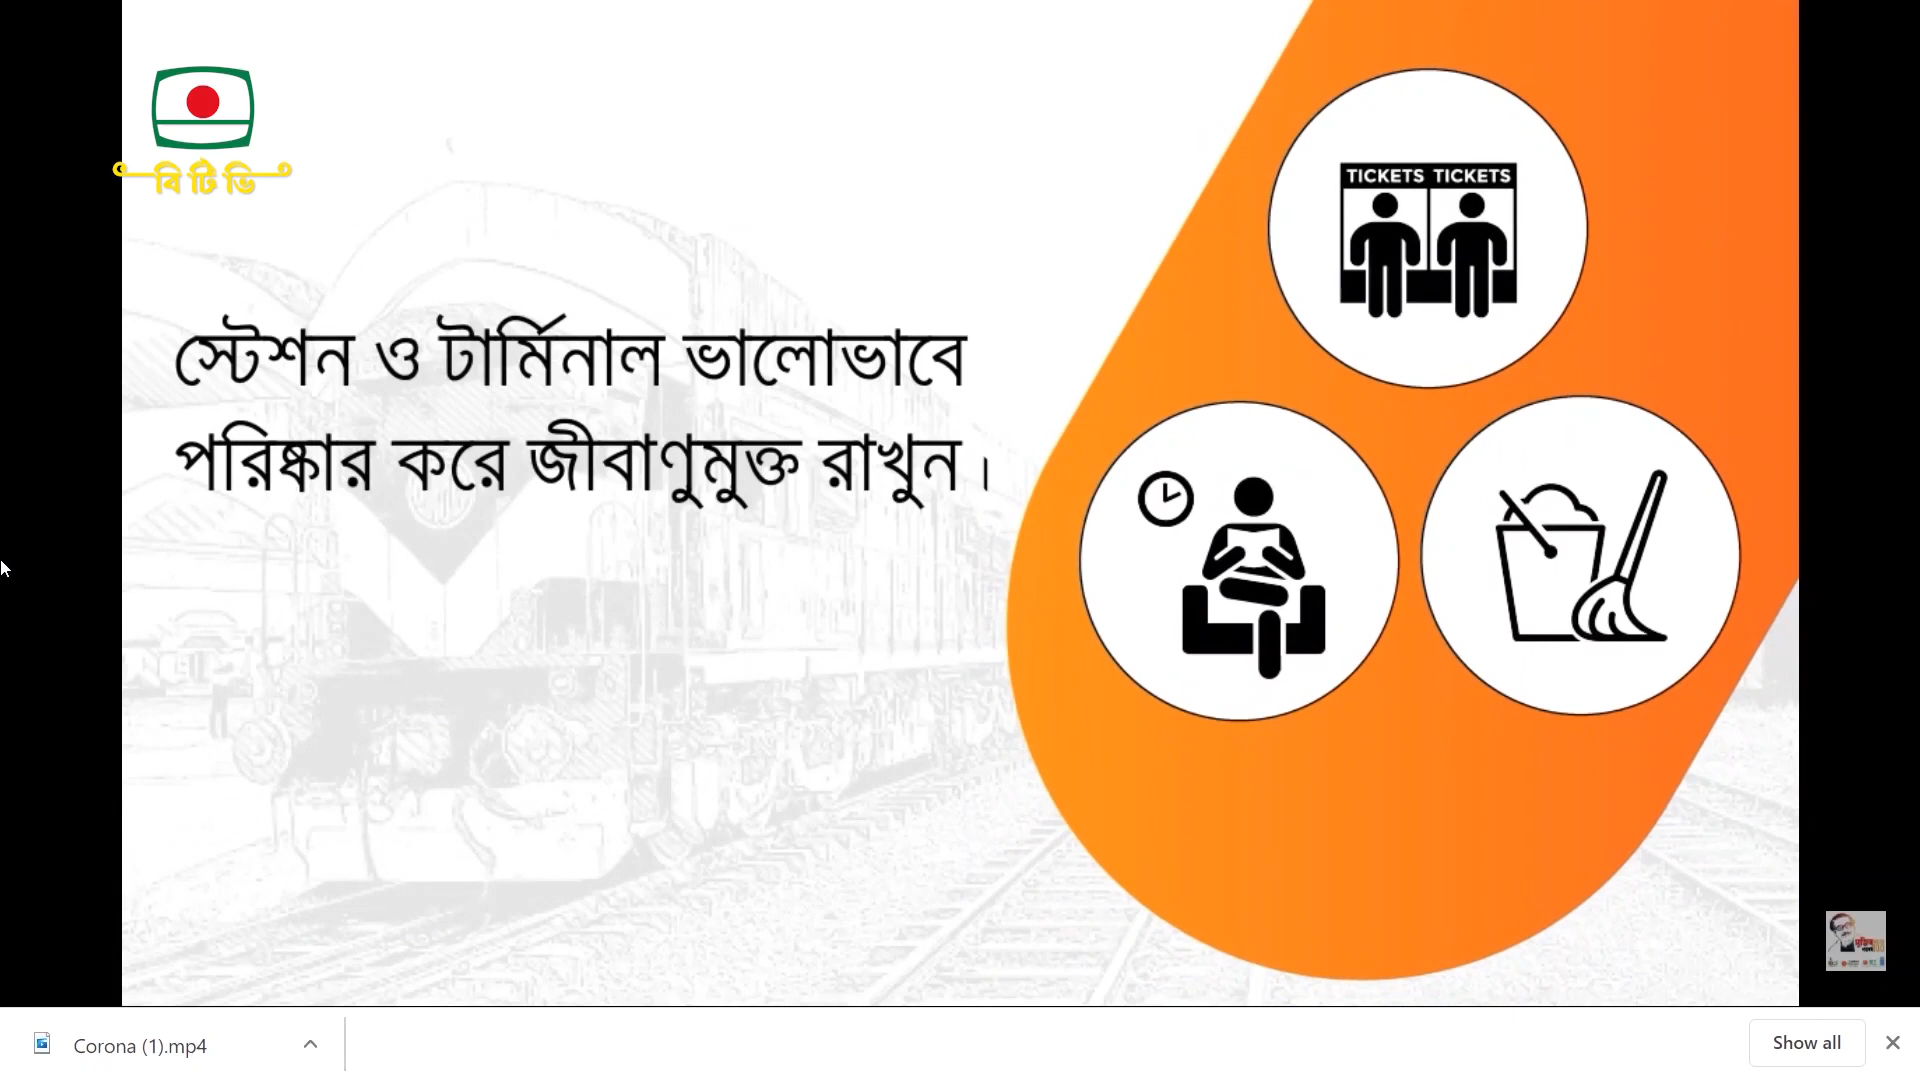 বি টি ভি
TICKETS TICKETS
স্টেশন ও টার্মিনাল ভালোভাবে
পরিষ্কার করে জীবাণুমুক্ত রাখুন।
Corona (1).mp4
Show all